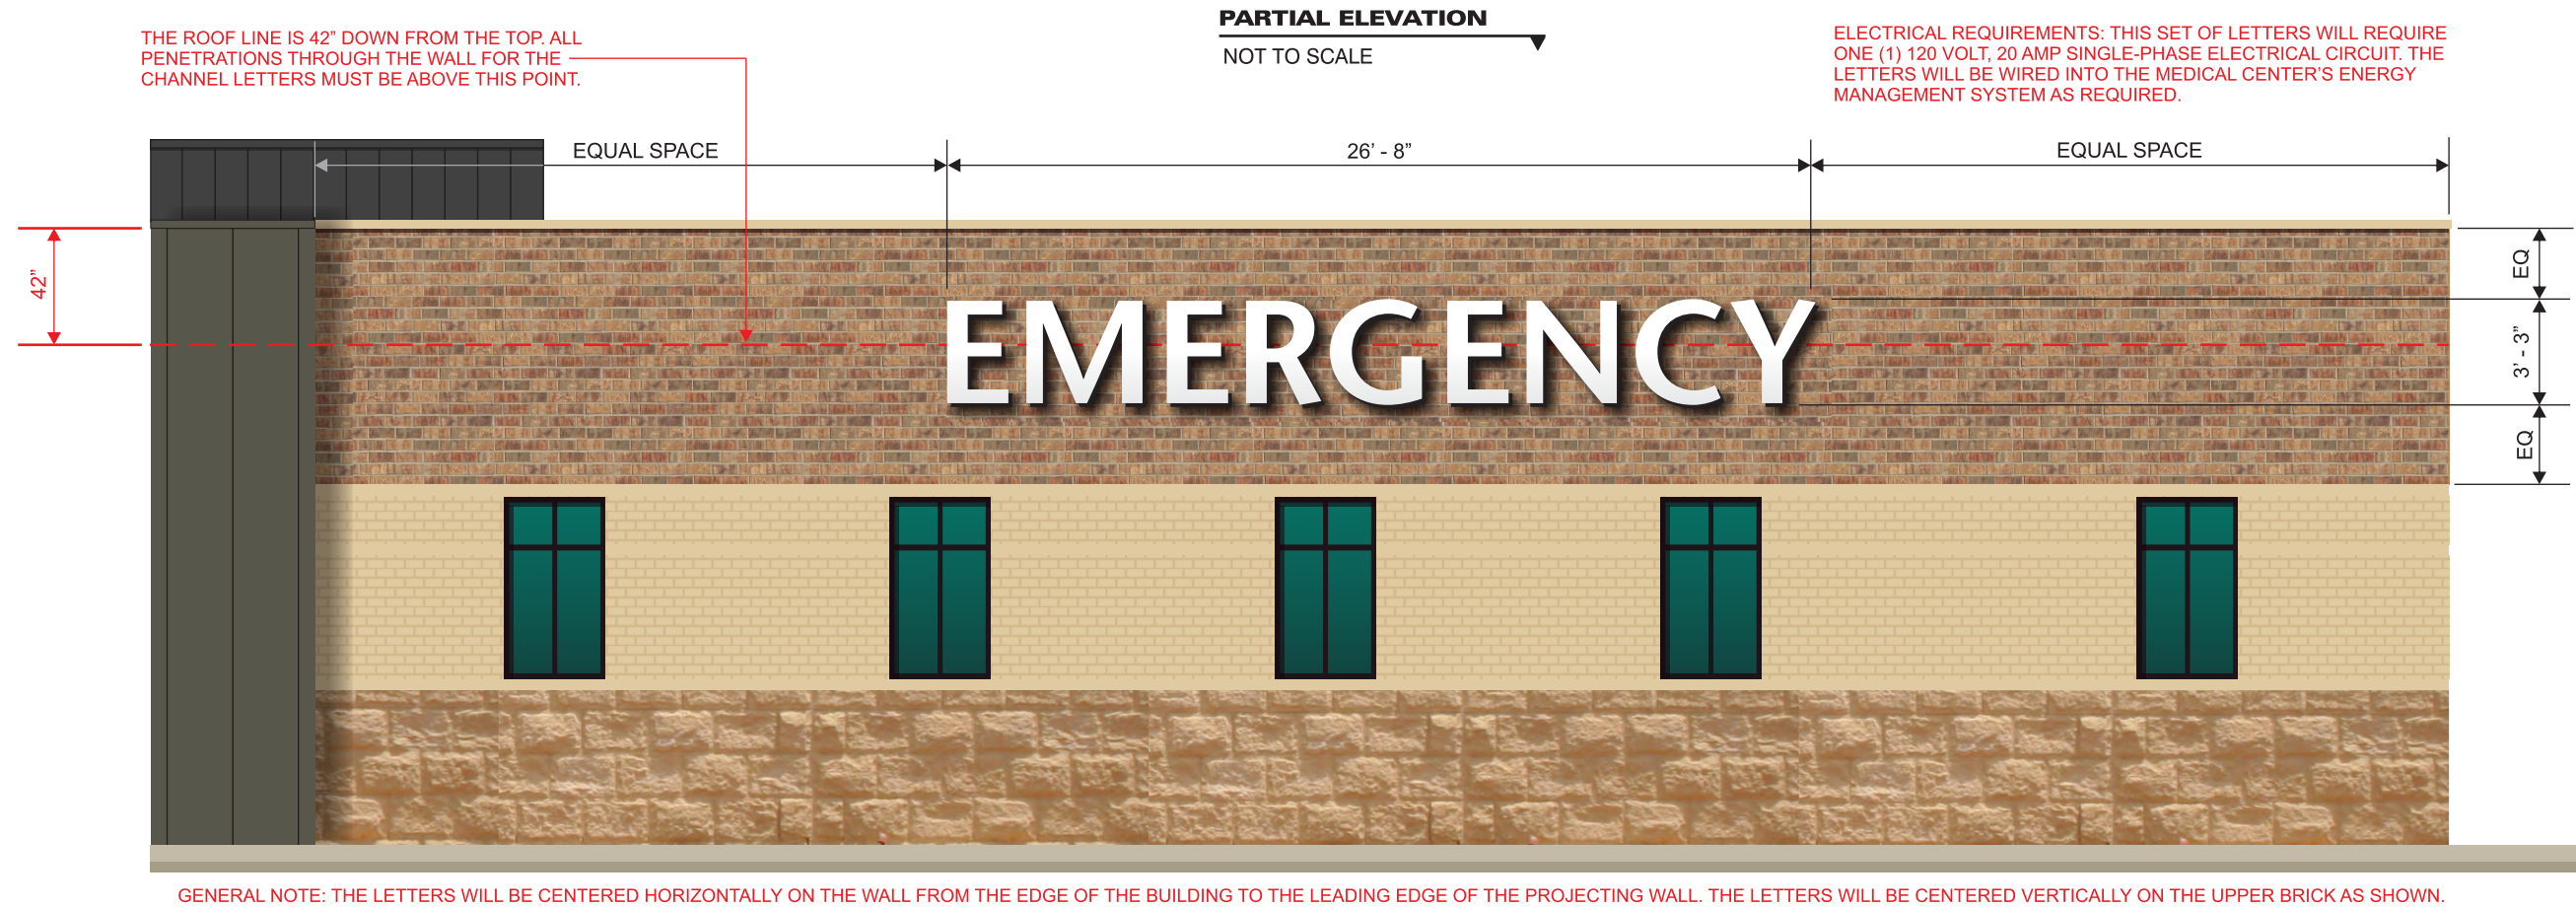 PARTIAL ELEVATION
NOT TO SCALE
THE ROOF LINE IS 42” DOWN FROM THE TOP. ALL
PENETRATIONS THROUGH THE WALL FOR THE
CHANNEL LETTERS MUST BE ABOVE THIS POINT.
ELECTRICAL REQUIREMENTS: THIS SET OF LETTERS WILL REQUIRE
ONE (1) 120 VOLT, 20 AMP SINGLE-PHASE ELECTRICAL CIRCUIT. THE
LETTERS WILL BE WIRED INTO THE MEDICAL CENTER’S ENERGY
MANAGEMENT SYSTEM AS REQUIRED.
EQUAL SPACE
26’ - 8”
EQUAL SPACE
42”
EMERGENCY
EQ
3’ - 3”
EQ
GENERAL NOTE: THE LETTERS WILL BE CENTERED HORIZONTALLY ON THE WALL FROM THE EDGE OF THE BUILDING TO THE LEADING EDGE OF THE PROJECTING WALL. THE LETTERS WILL BE CENTERED VERTICALLY ON THE UPPER BRICK AS SHOWN.